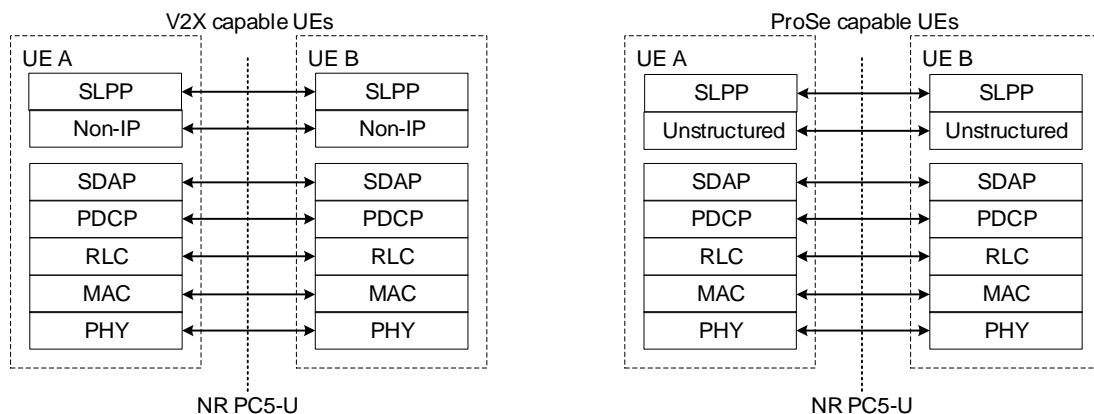 V2X capable UEs
UE A
UE B
SLPP
SLPP
Non-IP
Non-IP
SDAP
SDAP
PDCP
PDCP
RLC
RLC
MAC
MAC
PHY
PHY
NR PC5-U
ProSe capable UEs
UE A
UE B
SLPP
SLPP
Unstructured
Unstructured
SDAP
SDAP
PDCP
PDCP
RLC
RLC
MAC
MAC
PHY
PHY
NR PC5-U